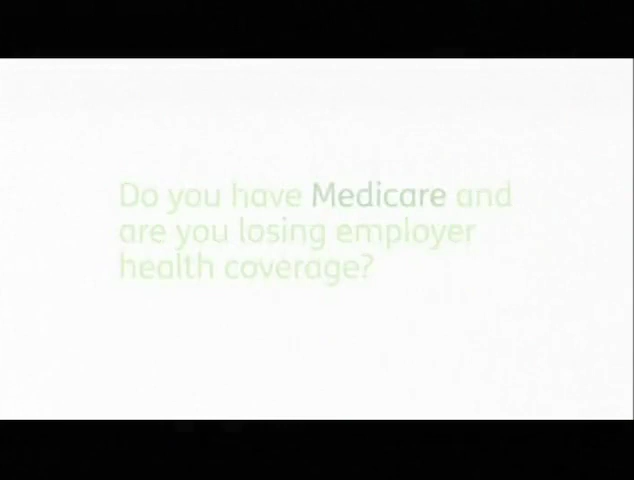 Do you have Medicare and
are you losing employer
health coverage?